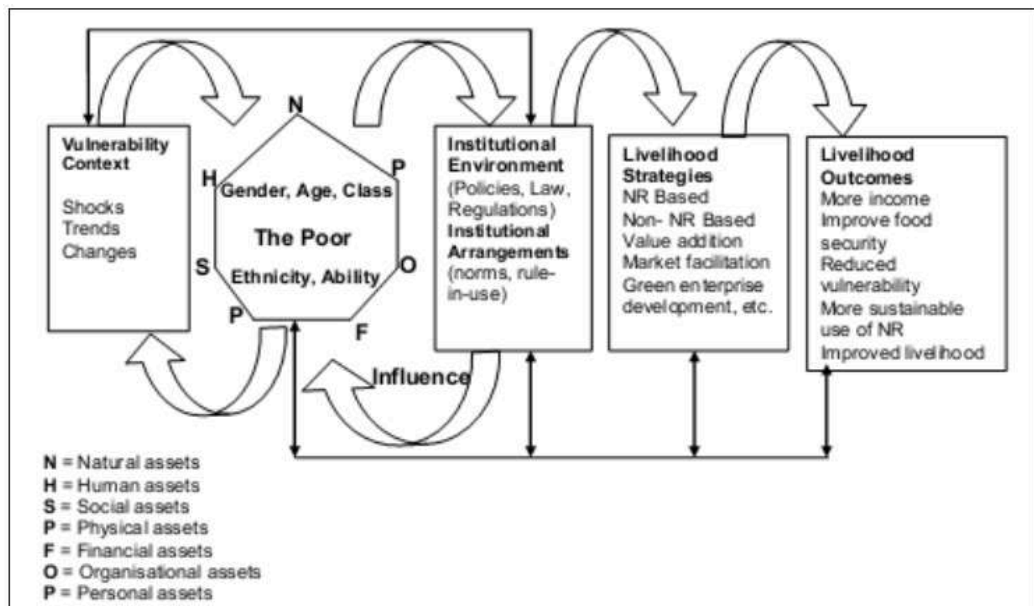 Vulnerability
Context
Shocks
Trends
Changes
N
H
P
Gender, Age, Class
The Poor
Ethnicity, Ability
S
O
P
F
Institutional
Environment
(Policies, Law,
Regulations)
Institutional
Arrangements
(norms, rule-
in-use)
Influence
Livelihood
Strategies
NR Based
Non- NR Based
Value addition
Market facilitation
Green enterprise
development, etc.
Livelihood
Outcomes
More income
Improve food
security
Reduced
vulnerability
More sustainable
use of NR
Improved livelihood
N = Natural assets
H = Human assets
S = Social assets
P = Physical assets
F = Financial assets
O = Organisational assets
P = Personal assets